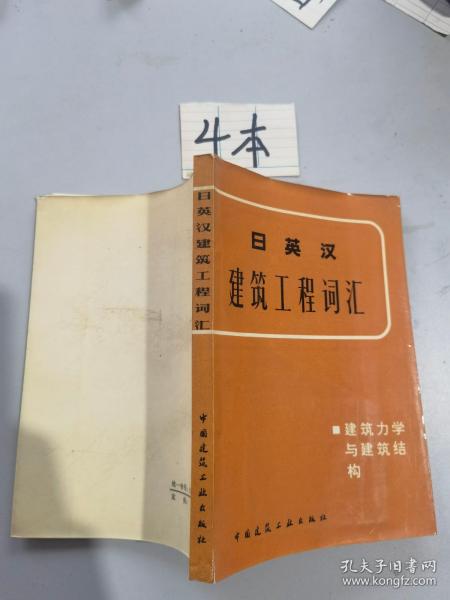 4本
日英汉
建筑工程词汇
建筑力学
与建筑结
构
中国建筑工业出版社
日英汉建筑工程词汇
中国建筑工业出版社
孔夫子旧书网
www.kongfz.com